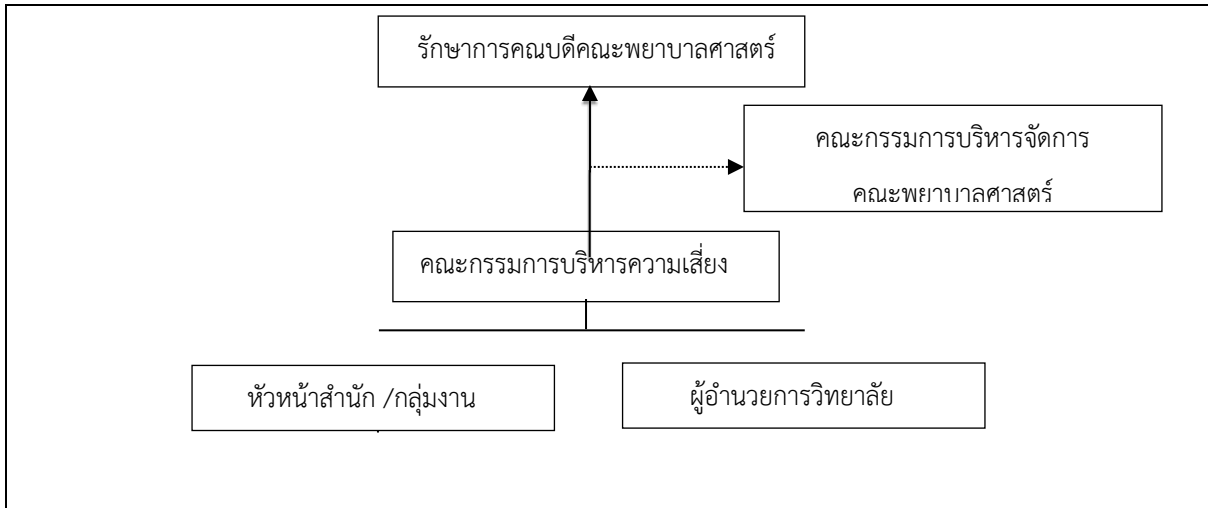 รักษาการคณบดีคณะพยาบาลศาสตร์
คณะกรรมการบริหารจัดการ
คณะพยาบาลศาสตร์
คณะกรรมการบริหารความเสี่ยง
หัวหน้าสำนัก /กลุ่มงาน
ผู้อำนวยการวิทยาลัย